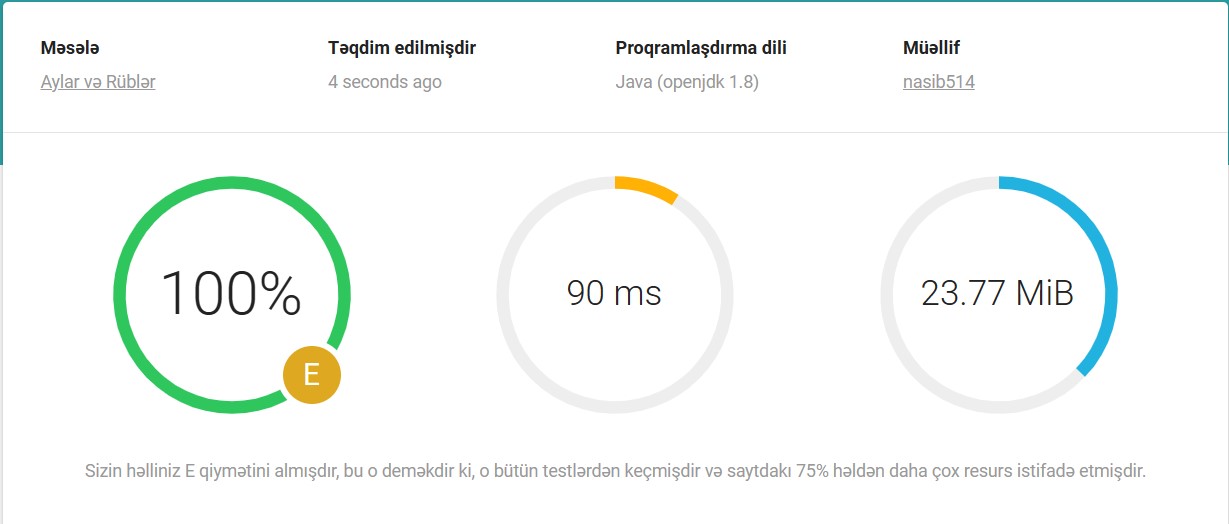 Məsələ
Təqdim edilmişdir
Proqramlaşdırma dili
Müəllif
Aylar və Rüblər
4 seconds ago
Java (openjdk 1.8)
nasib514
100%
E
90 ms
23.77 MiB
Sizin həlliniz E qiymətini almışdır, bu o deməkdir ki, o bütün testlərdən keçmişdir və saytdakı 75% həldən daha çox resurs istifadə etmişdir.